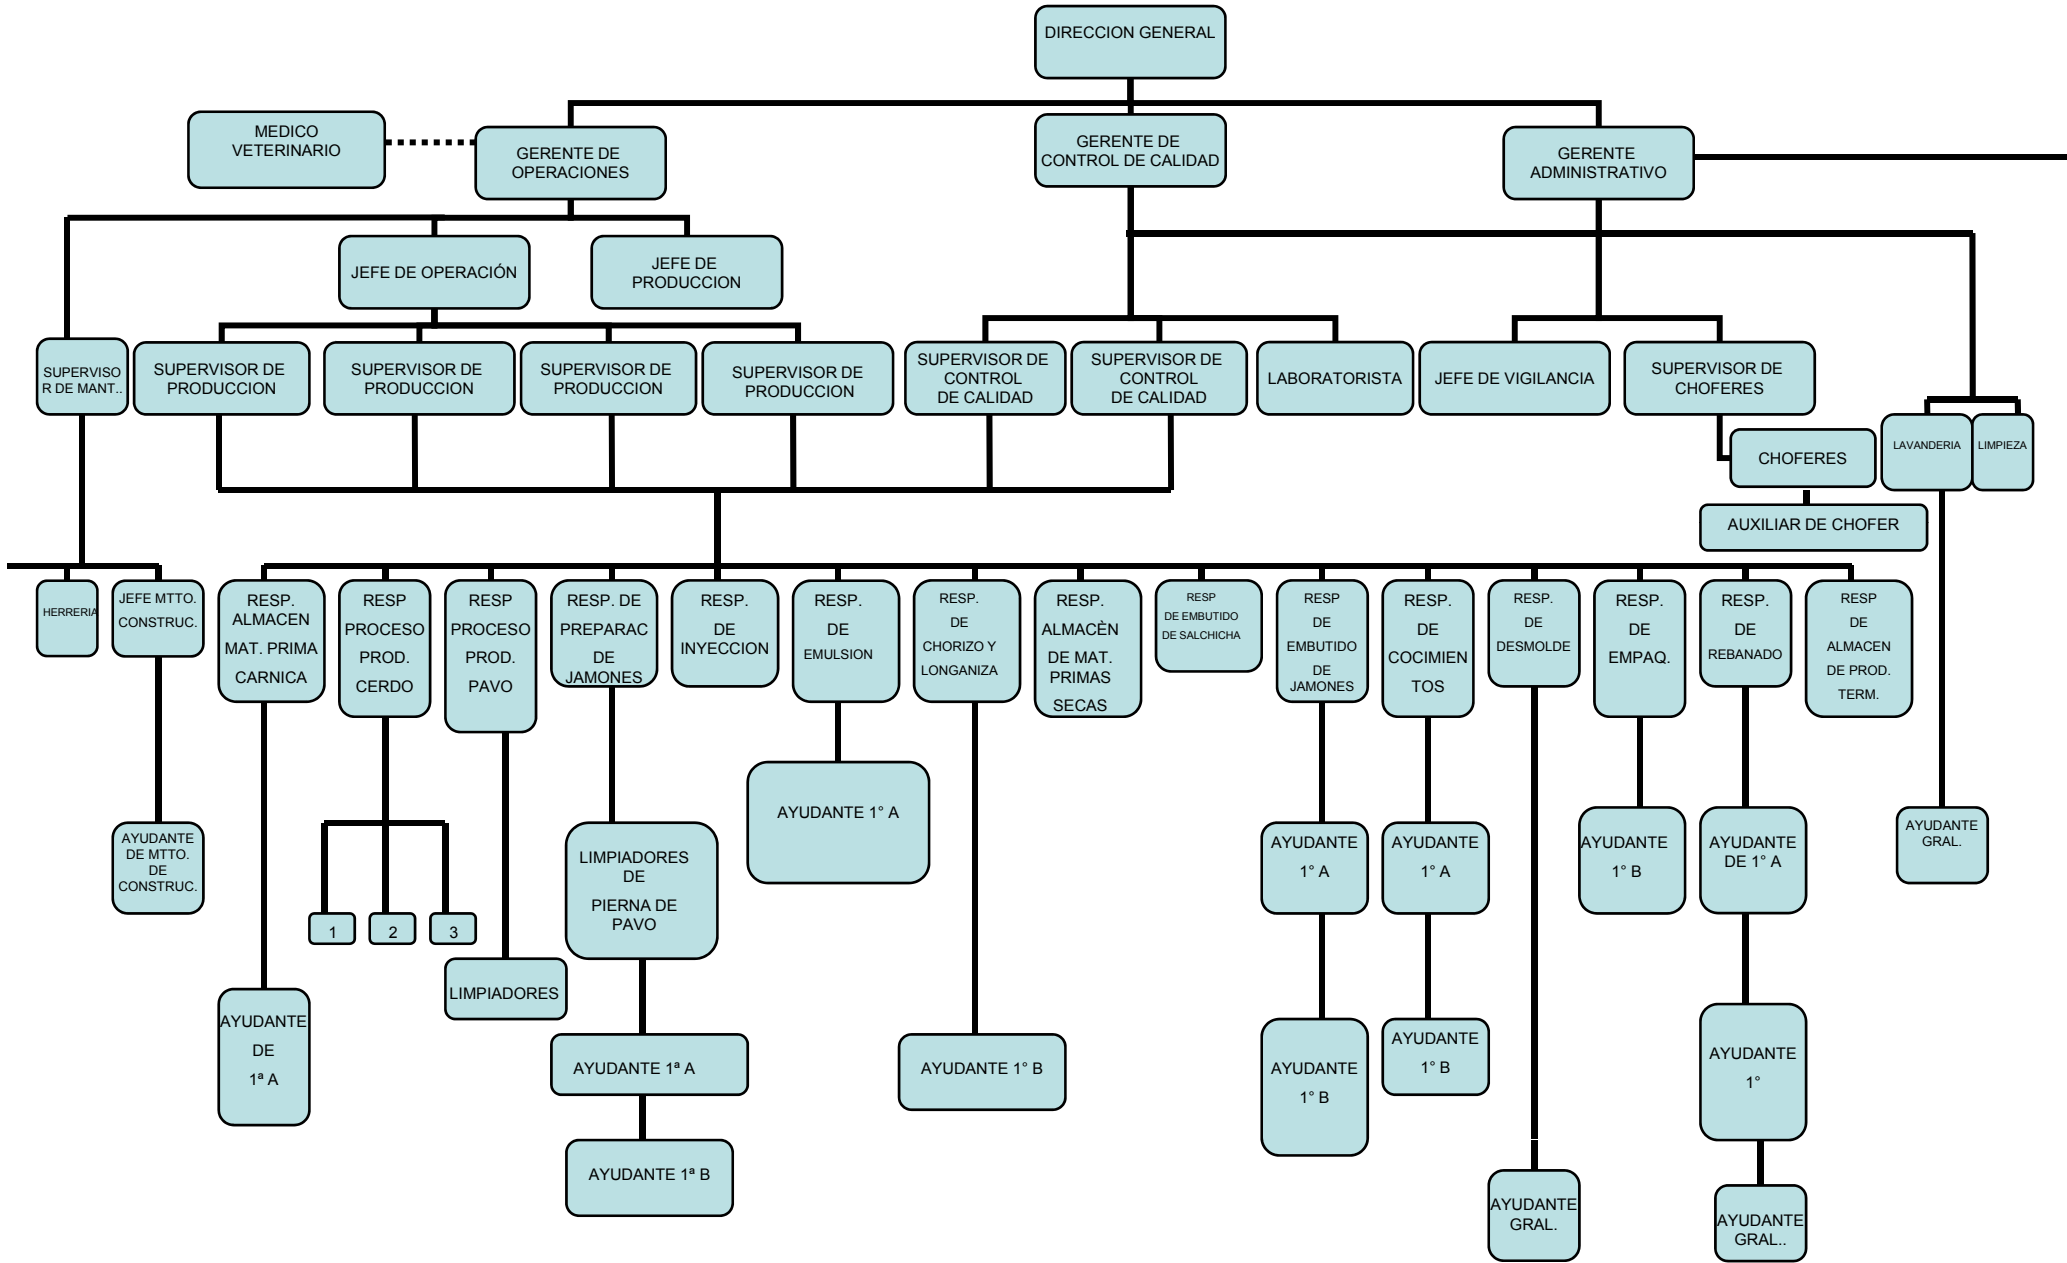 DIRECCION GENERAL
MEDICO
VETERINARIO
GERENTE DE
OPERACIONES
GERENTE DE
CONTROL DE CALIDAD
GERENTE
ADMINISTRATIVO
JEFE DE OPERACIÓN
JEFE DE
PRODUCCION
SUPERVISO
R DE MANT..
SUPERVISOR DE
PRODUCCION
SUPERVISOR DE
PRODUCCION
SUPERVISOR DE
PRODUCCION
SUPERVISOR DE
PRODUCCION
SUPERVISOR DE
CONTROL
DE CALIDAD
SUPERVISOR DE
CONTROL
DE CALIDAD
LABORATORISTA
JEFE DE VIGILANCIA
SUPERVISOR DE
CHOFERES
CHOFERES
LAVANDERIA
LIMPIEZA
AUXILIAR DE CHOFER
HERRERIA
JEFE MTTO.
CONSTRUC.
RESP.
ALMACEN
MAT. PRIMA
CARNICA
RESP
PROCESO
PROD.
CERDO
RESP
PROCESO
PROD.
PAVO
RESP. DE
PREPARAC
DE
JAMONES
RESP.
DE
INYECCION
RESP.
DE
EMULSION
RESP.
DE
CHORIZO Y
LONGANIZA
RESP.
ALMACÈN
DE MAT.
PRIMAS
SECAS
RESP
DE EMBUTIDO
DE SALCHICHA
RESP
DE
EMBUTIDO
DE
JAMONES
RESP.
DE
COCIMIEN
TOS
RESP.
DE
DESMOLDE
RESP.
DE
EMPAQ.
RESP.
DE
REBANADO
RESP
DE
ALMACEN
DE PROD.
TERM.
AYUDANTE
DE MTTO.
DE
CONSTRUC.
1
2
3
LIMPIADORES
LIMPIADORES
DE
PIERNA DE
PAVO
AYUDANTE 1° A
AYUDANTE
1° A
AYUDANTE
1° A
AYUDANTE
1° B
AYUDANTE
DE 1° A
AYUDANTE
GRAL.
AYUDANTE
DE
1ª A
AYUDANTE 1ª A
AYUDANTE 1° B
AYUDANTE
1° B
AYUDANTE
1° B
AYUDANTE
1°
AYUDANTE 1ª B
AYUDANTE
GRAL.
AYUDANTE
GRAL..